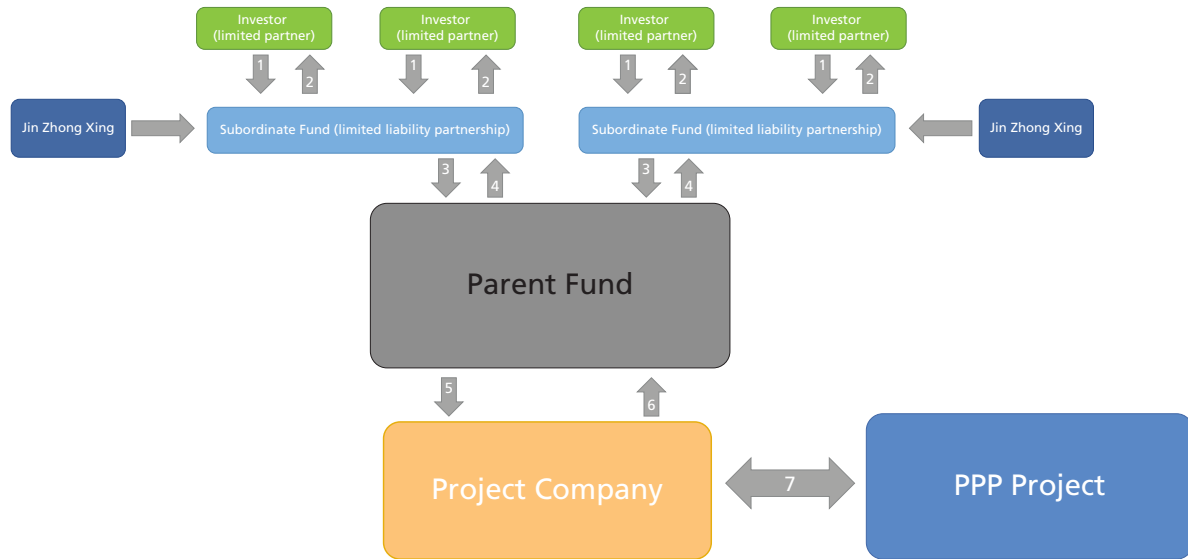 Investor
(limited partner)
Investor
(limited partner)
Investor
(limited partner)
Investor
(limited partner)
1
2
1
2
1
2
1
2
Jin Zhong Xing
Subordinate Fund (limited liability partnership)
Subordinate Fund (limited liability partnership)
Jin Zhong Xing
3
4
3
4
Parent Fund
5
6
Project Company
7
PPP Project